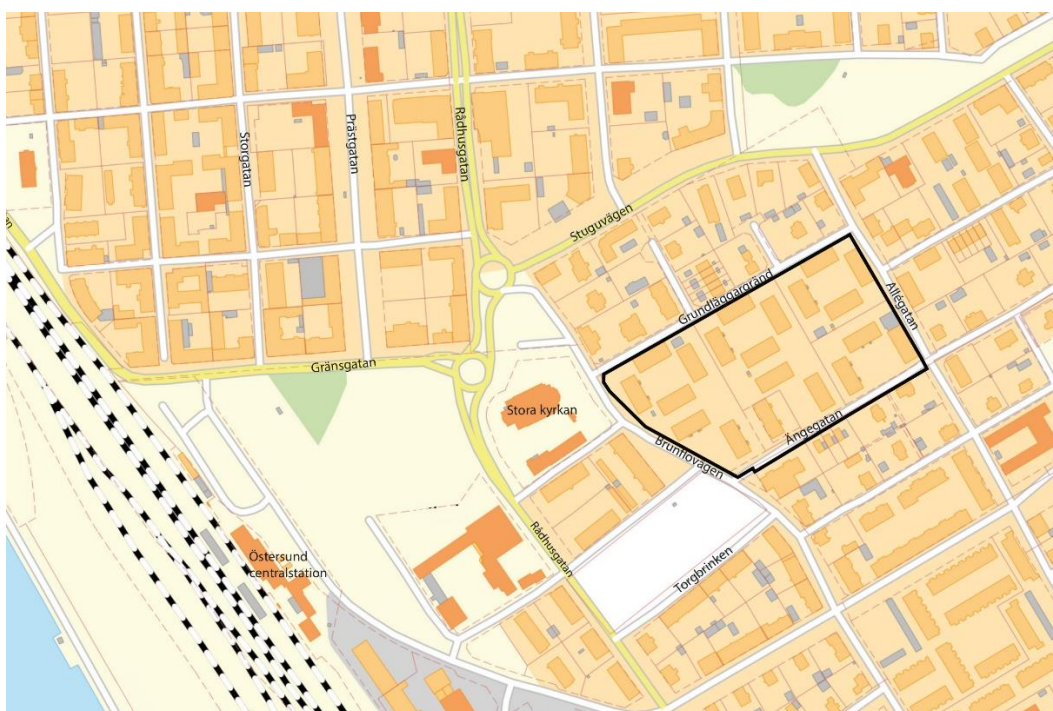 Storgatan
Prästgatan
Rådhusgatan
Stuguvägen
Grundläggargränd
Allégatan
Gränsgatan
Stora kyrkan
Ängegatan
Brunflovägen
Rådhusgatan
Torgbrinken
Östersund
centralstation